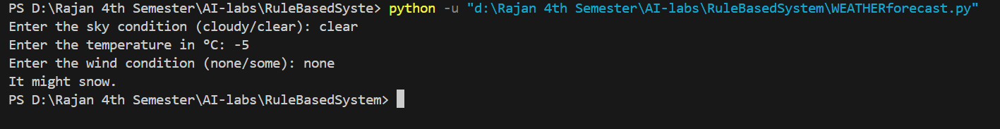 PS D:\Rajan 4th Semester\AI-labs\RuleBasedSyste> python -u "d:\Rajan 4th Semester\AI-labs\RuleBasedSystem\WEATHERforecast.py"
Enter the sky condition (cloudy/clear): clear
Enter the temperature in °C: -5
Enter the wind condition (none/some): none
It might snow.
PS D:\Rajan 4th Semester\AI-labs\RuleBasedSystem>